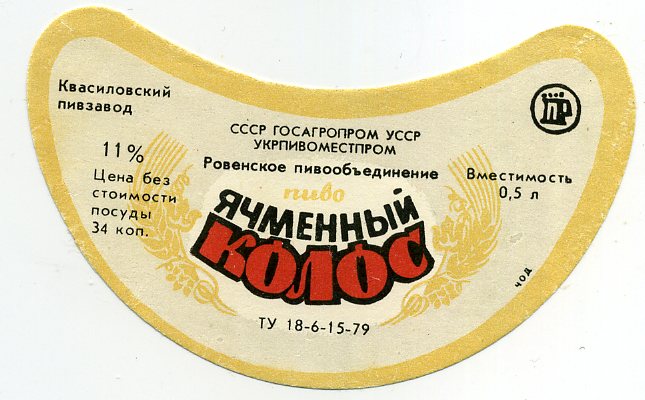 Квасиловский
пивзавод
11%
Цена без
стоимости
посуды
34 коп.
СССР ГОСАГРОПРОМ УССР
УКРПИВОМЕСТПРОМ
Ровенское пивообъединение
пиво
ЯЧМЕННЫЙ
КОЛОС
ТУ 18-6-15-79
Вместимость
0,5 л
чод